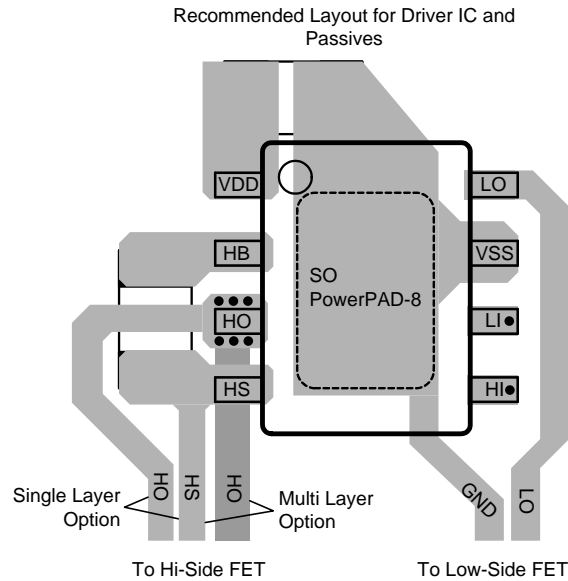 Recommended Layout for Driver IC and
Passives
VDD
LO
HB
VSS
SO
PowerPAD-8
HO
LI
HS
HI
HO
HS
HO
GND
LO
Single Layer
Option
Multi Layer
Option
To Hi-Side FET
To Low-Side FET